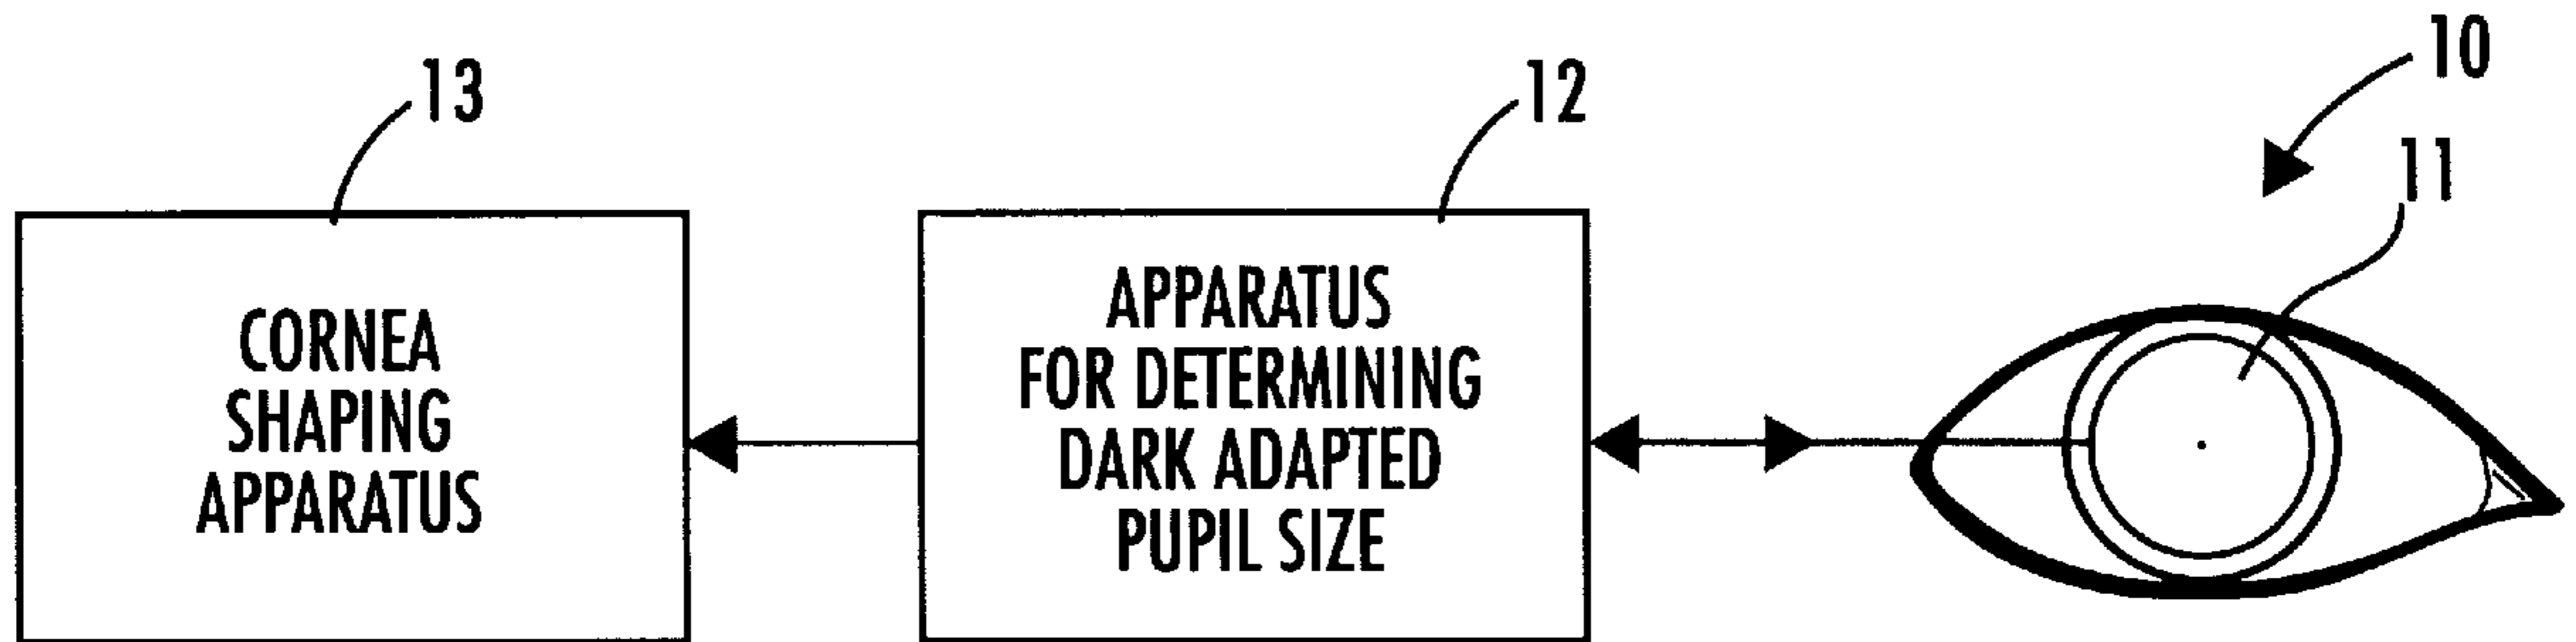 13
12
10
11
CORNEA
SHAPING
APPARATUS
APPARATUS
FOR DETERMINING
DARK ADAPTED
PUPIL SIZE